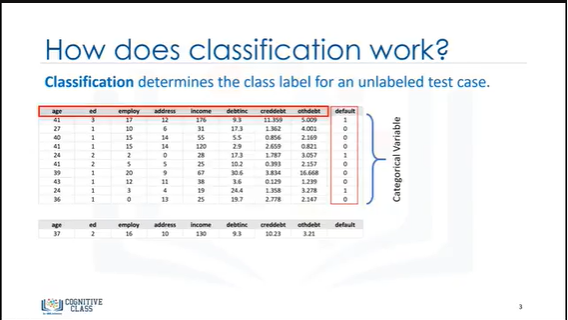 How does classification work?
Classification determines the class label for an unlabeled test case.
age ed employ address income debtinc creddebt othdebt default
41 3 17 12 176 9.3 11.359 5.009 1
27 1 10 6 31 17.3 1.362 4.001 0
40 1 15 14 55 5.5 0.856 2.169 0
41 1 15 14 120 2.9 2.659 0.821 0
24 2 2 0 28 17.3 1.787 3.057 1
41 2 5 5 25 10.2 0.393 2.157 0
39 1 20 9 67 30.6 3.834 16.668 0
43 1 12 11 38 3.6 0.129 1.239 0
24 1 3 4 19 24.4 1.358 3.278 1
36 1 0 13 25 19.7 2.778 2.147 0
Categorical Variable
age ed employ address income debtinc creddebt othdebt default
37 2 16 10 130 9.3 10.23 3.21
COGNITIVE
CLASS
3